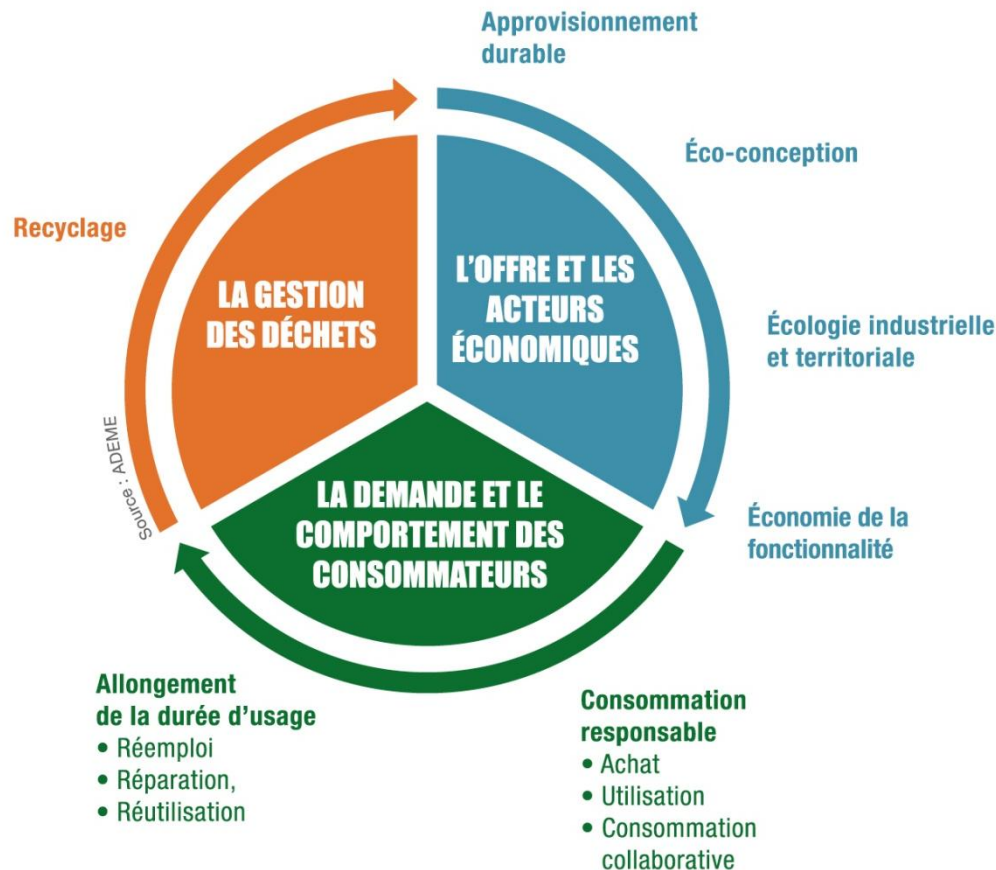 Approvisionnement
durable
Éco-conception
Recyclage
LA GESTION
DES DÉCHETS
L'OFFRE ET LES
ACTEURS
ÉCONOMIQUES
Écologie industrielle
et territoriale
Source : ADEME
LA DEMANDE ET LE
COMPORTEMENT DES
CONSOMMATEURS
Économie de la
fonctionnalité
Allongement
de la durée d'usage
• Réemploi
• Réparation,
• Réutilisation
Consommation
responsable
• Achat
• Utilisation
• Consommation
collaborative